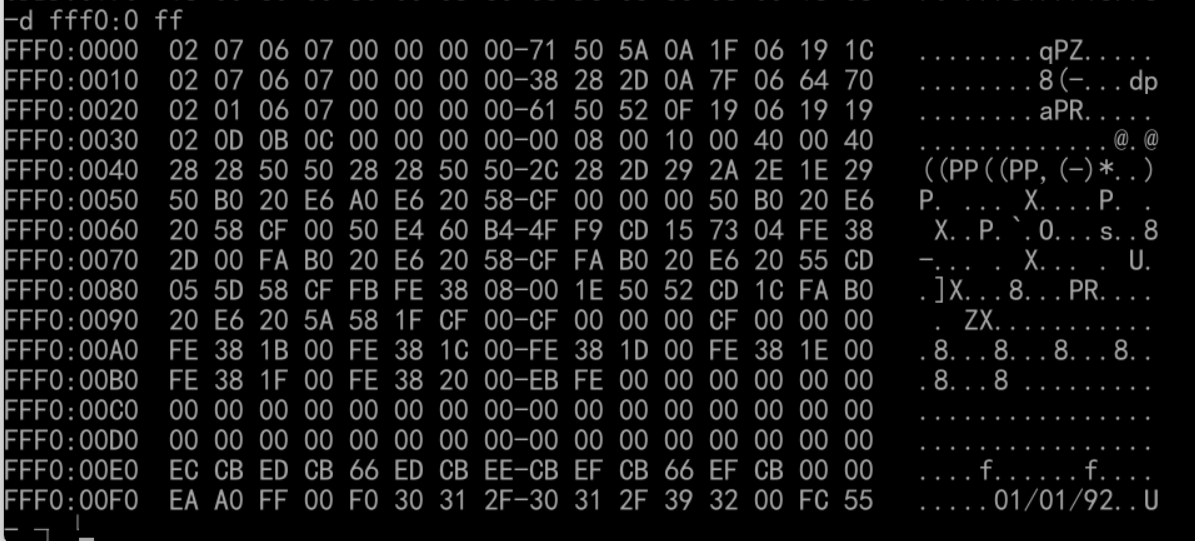 -d fff0:0 ff
FFF0:0000 02 07 06 07 00 00 00 00-71 50 5A 0A 1F 06 19 1C .........qPZ.....
FFF0:0010 02 07 06 07 00 00 00 00-38 28 2D 0A 7F 06 64 70 ........8(-...dp
FFF0:0020 02 01 06 07 00 00 00 00-61 50 52 0F 19 06 19 19 ........aPR.....
FFF0:0030 02 0D 0B 0C 00 00 00 00-00 08 00 10 00 40 00 40 .............@.@
FFF0:0040 28 28 50 50 28 28 50 50-2C 28 2D 29 2A 2E 1E 29 ((PP((PP,(-)*..)
FFF0:0050 50 B0 20 E6 A0 E6 20 58-CF 00 00 00 50 B0 20 E6 P. ... X....P. .
FFF0:0060 20 58 CF 00 50 E4 60 B4-4F F9 CD 15 73 04 FE 38 X..P.`.O...s..8
FFF0:0070 2D 00 FA B0 20 E6 20 58-CF FA B0 20 E6 20 55 CD -... . X... . U.
FFF0:0080 05 5D 58 CF FB FE 38 08-00 1E 50 52 CD 1C FA B0 .]X...8...PR....
FFF0:0090 20 E6 20 5A 58 1F CF 00-CF 00 00 00 CF 00 00 00 . ZX............
FFF0:00A0 FE 38 1B 00 FE 38 1C 00-FE 38 1D 00 FE 38 1E 00 .8...8...8...8..
FFF0:00B0 FE 38 1F 00 FE 38 20 00-EB FE 00 00 00 00 00 00 .8...8 .........
FFF0:00C0 00 00 00 00 00 00 00 00-00 00 00 00 00 00 00 00 ................
FFF0:00D0 00 00 00 00 00 00 00 00-00 00 00 00 00 00 00 00 ................
FFF0:00E0 EC CB ED CB 66 ED CB EE-CB EF CB 66 EF CB 00 00 ....f......f....
FFF0:00F0 EA A0 FF 00 F0 30 31 2F-30 31 2F 39 32 00 FC 55 .....01/01/92..U
-